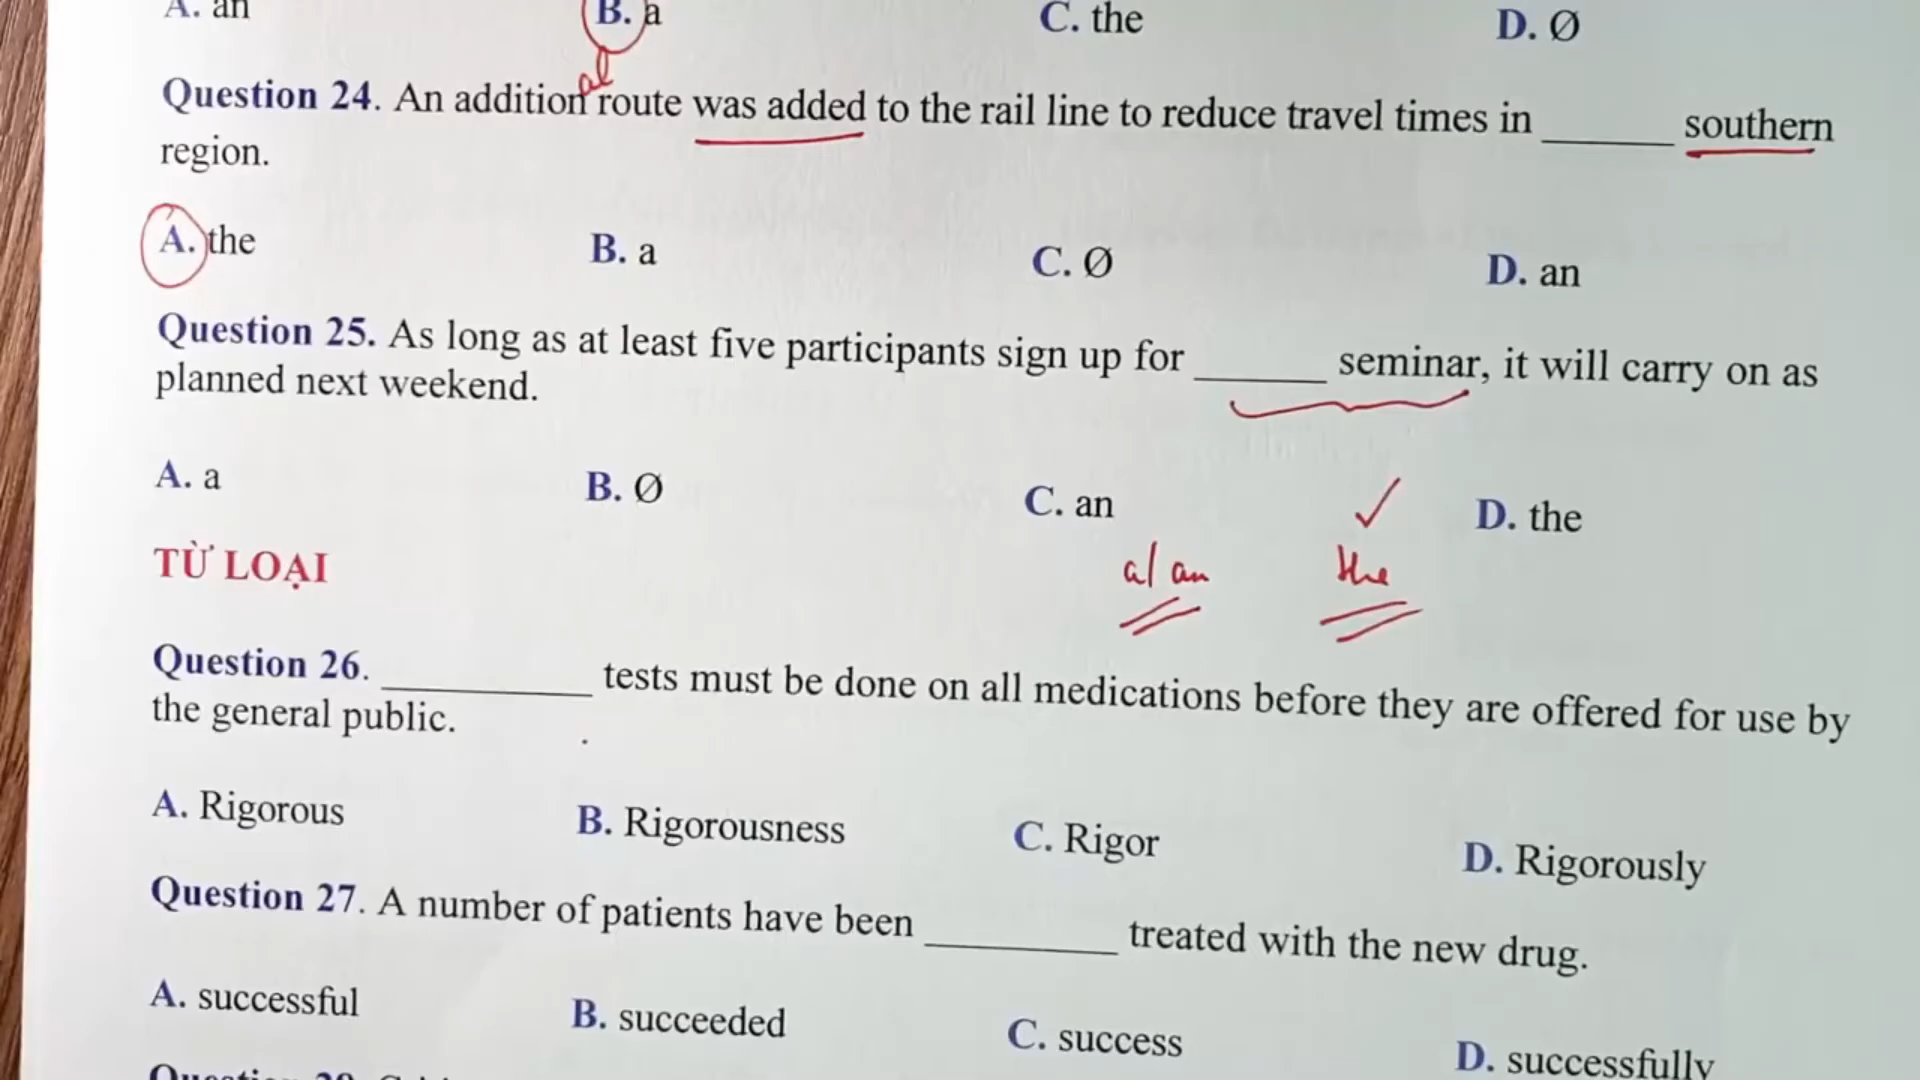 A. an B. a C. the D. Ø
al
Question 24. An addition route was added to the rail line to reduce travel times in ______ southern
region.
A. the B. a C. Ø D. an
Question 25. As long as at least five participants sign up for ______ seminar, it will carry on as
planned next weekend.
A. a B. Ø C. an D. the
a/ an the
TỪ LOẠI
Question 26. __________ tests must be done on all medications before they are offered for use by
the general public.
A. Rigorous B. Rigorousness C. Rigor D. Rigorously
Question 27. A number of patients have been _________ treated with the new drug.
A. successful B. succeeded C. success D. successfully